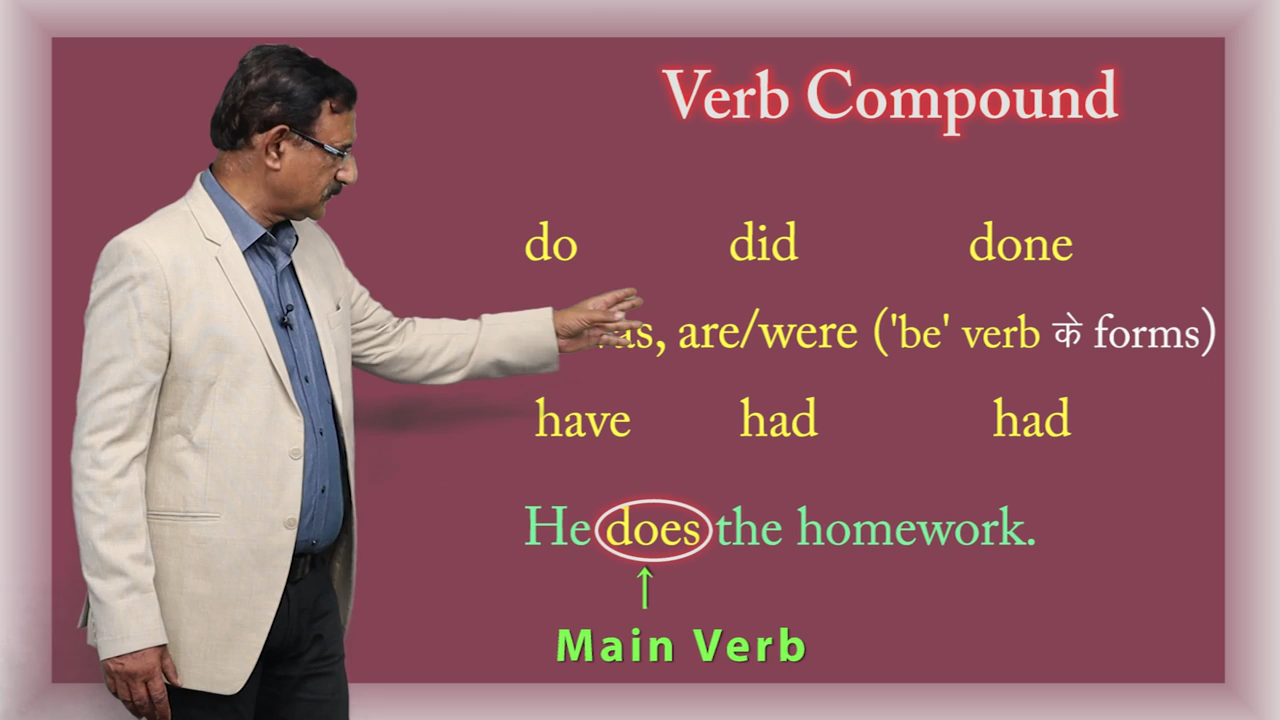 Verb Compound
do did done
are/were ('be' verb के forms)
have had had
He does the homework.
↑
Main Verb